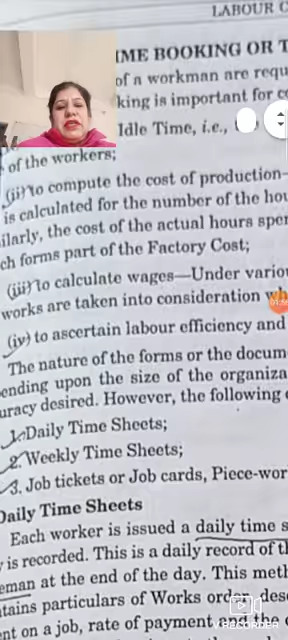 LABOUR C
IME BOOKING OR T
of a workman are requ
king is important for co
Idle Time, i.e.,
of the workers;
(ii) to compute the cost of production—
is calculated for the number of the hou
ilarly, the cost of the actual hours spen
ch forms part of the Factory Cost;
(iii) to calculate wages—Under variou
works are taken into consideration wh
(iv) to ascertain labour efficiency and
The nature of the forms or the docum
ending upon the size of the organiza
uracy desired. However, the following
1. Daily Time Sheets;
2. Weekly Time Sheets;
3. Job tickets or Job cards, Piece-wor
Daily Time Sheets
Each worker is issued a daily time s
is recorded. This is a daily record of th
eman at the end of the day. This meth
tains particulars of Works order, des
nt on a job, rate of payment and the